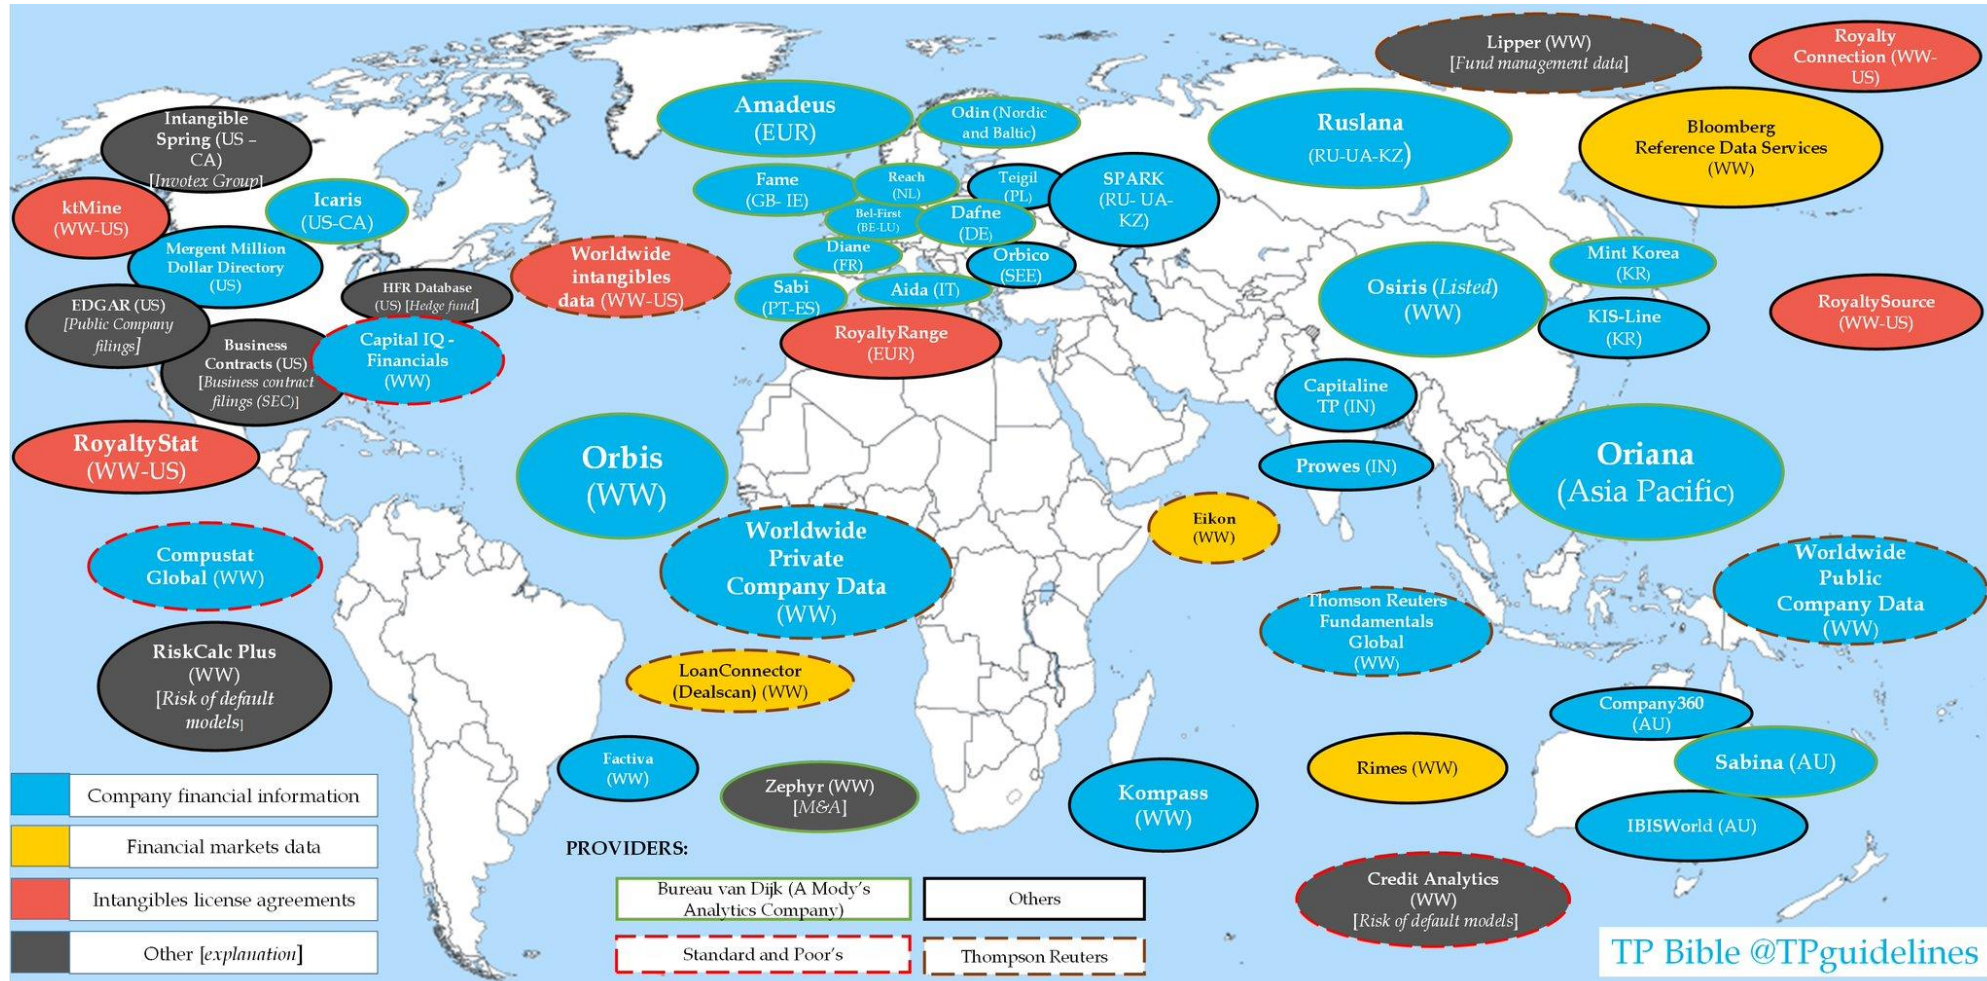 Lipper (WW)
[Fund management data]
Royalty
Connection (WW-
US)
Amadeus
(EUR)
Odin (Nordic
and Baltic)
Ruslana
(RU-UA-KZ)
Bloomberg
Reference Data Services
(WW)
Intangible
Spring (US –
CA)
[Invotex Group]
Icaris
(US-CA)
ktMine
(WW-US)
Mergent Million
Dollar Directory
(US)
Fame
(GB- IE)
Reach
(NL)
Teigil
(PL)
SPARK
(RU- UA-
KZ)
Bel-First
(BE-LU)
Dafne
(DE)
Diane
(FR)
Orbico
(SEE)
Sabi
(PT-ES)
Aida (IT)
Worldwide
intangibles
data (WW-US)
HFR Database
(US) [Hedge fund]
EDGAR (US)
[Public Company
filings]
Business
Contracts (US)
[Business contract
filings (SEC)]
Capital IQ -
Financials
(WW)
RoyaltyRange
(EUR)
Osiris (Listed)
(WW)
Mint Korea
(KR)
KIS-Line
(KR)
RoyaltySource
(WW-US)
Capitaline
TP (IN)
Prowes (IN)
Oriana
(Asia Pacific)
RoyaltyStat
(WW-US)
Orbis
(WW)
Worldwide
Private
Company Data
(WW)
Eikon
(WW)
Compustat
Global (WW)
Thomson Reuters
Fundamentals
Global
(WW)
Worldwide
Public
Company Data
(WW)
RiskCalc Plus
(WW)
[Risk of default
models]
LoanConnector
(Dealscan) (WW)
Company360
(AU)
Factiva
(WW)
Zephyr (WW)
[M&A]
Kompass
(WW)
Rimes (WW)
Sabina (AU)
IBISWorld (AU)
Credit Analytics
(WW)
[Risk of default models]
Company financial information
Financial markets data
Intangibles license agreements
Other [explanation]
PROVIDERS:
Bureau van Dijk (A Mody's
Analytics Company)
Others
Standard and Poor's
Thompson Reuters
TP Bible @TPguidelines